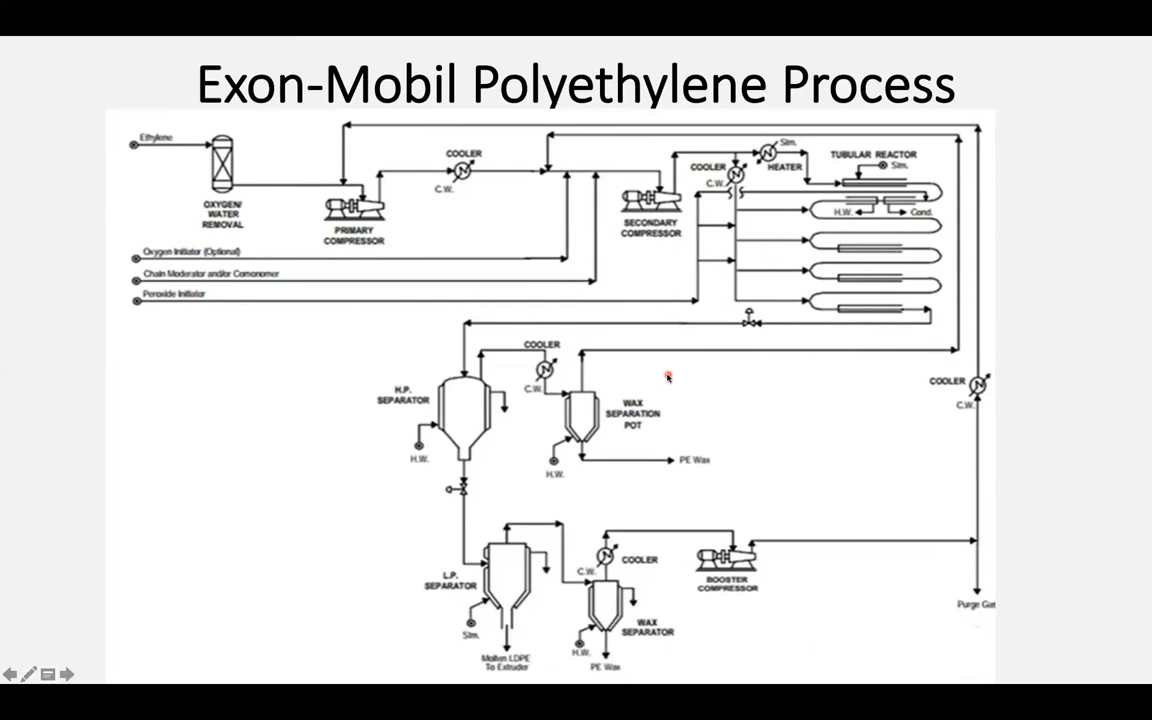 Exon-Mobil Polyethylene Process
Ethylene
OXYGEN/
WATER
REMOVAL
PRIMARY
COMPRESSOR
COOLER
C.W.
SECONDARY
COMPRESSOR
COOLER
C.W.
Stm.
HEATER
TUBULAR REACTOR
Stm.
H.W.
Cond.
Oxygen Initiator (Optional)
Chain Moderator and/or Comonomer
Peroxide Initiator
H.P.
SEPARATOR
H.W.
COOLER
C.W.
WAX
SEPARATION
POT
H.W.
PE Wax
COOLER
C.W.
L.P.
SEPARATOR
Stm.
Molten LDPE
To Extruder
C.W.
COOLER
WAX
SEPARATOR
H.W.
PE Wax
BOOSTER
COMPRESSOR
Purge Gas